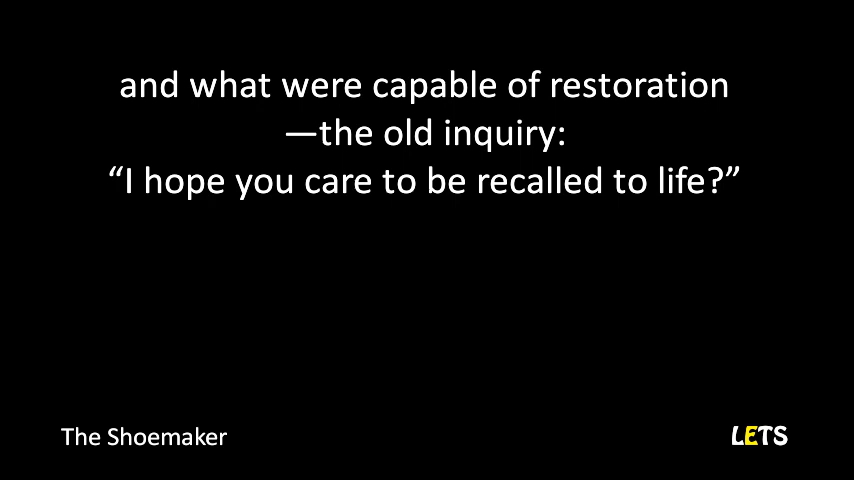 and what were capable of restoration
—the old inquiry:
“I hope you care to be recalled to life?”
The Shoemaker
LETS